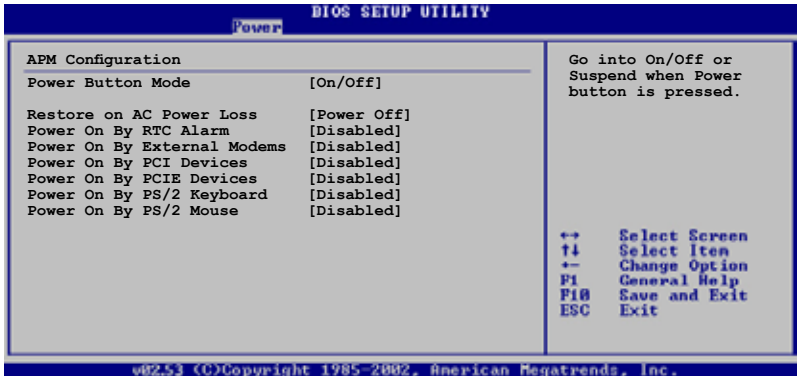 BIOS SETUP UTILITY
Power
APM Configuration
Power Button Mode [On/Off]
Restore on AC Power Loss [Power Off]
Power On By RTC Alarm [Disabled]
Power On By External Modems [Disabled]
Power On By PCI Devices [Disabled]
Power On By PCIE Devices [Disabled]
Power On By PS/2 Keyboard [Disabled]
Power On By PS/2 Mouse [Disabled]
Go into On/Off or
Suspend when Power
button is pressed.
←→ Select Screen
↑↓ Select Item
+- Change Option
F1 General Help
F10 Save and Exit
ESC Exit
v02.53 (C)Copyright 1985-2002, American Megatrends, Inc.